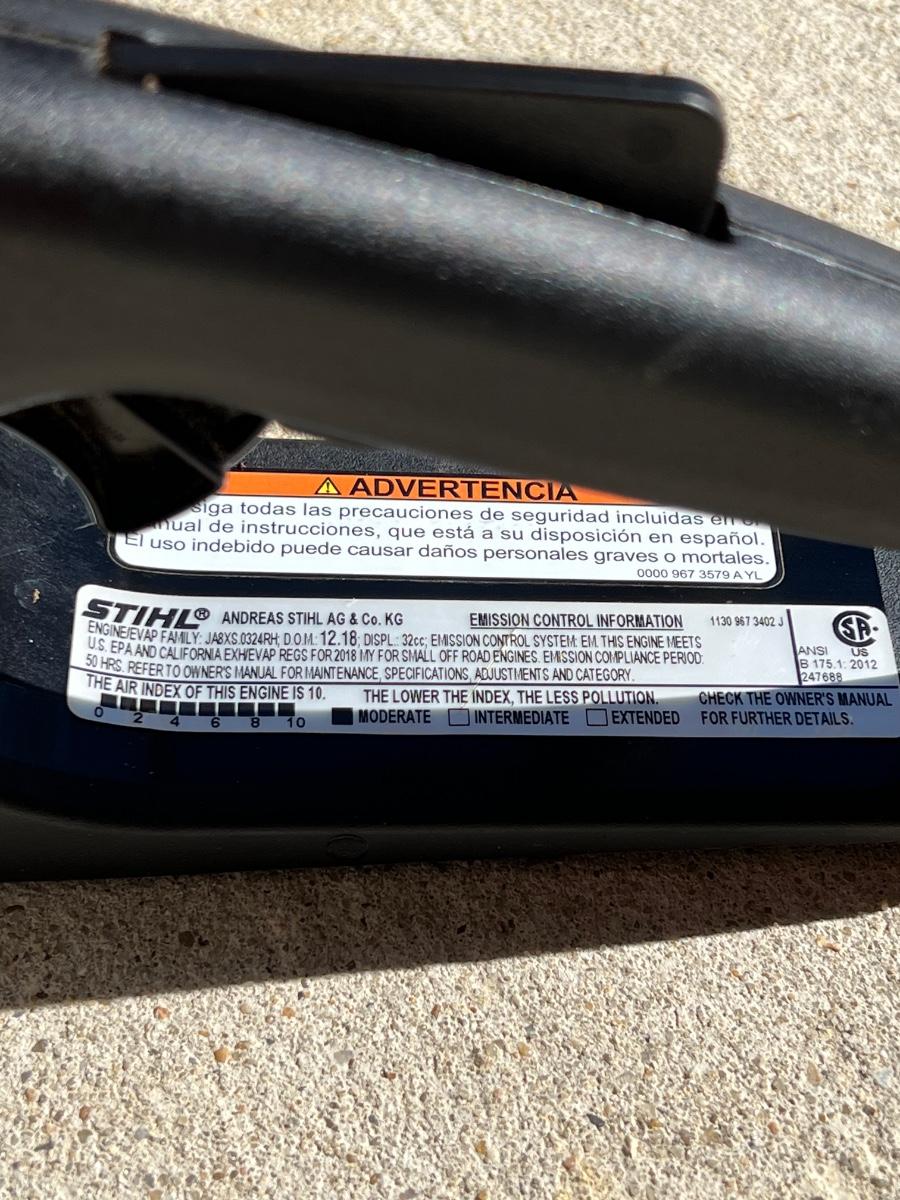 ⚠ ADVERTENCIA
siga todas las precauciones de seguridad incluidas en el
manual de instrucciones, que está a su disposición en español.
El uso indebido puede causar daños personales graves o mortales.
0000 967 3579 A YL
STIHL® ANDREAS STIHL AG & Co. KG EMISSION CONTROL INFORMATION 1130 967 3402 J
ENGINE/EVAP FAMILY: JA8XS.0324RH; D.O.M.: 12.18; DISPL.: 32cc; EMISSION CONTROL SYSTEM: EM. THIS ENGINE MEETS
U.S. EPA AND CALIFORNIA EXH/EVAP REGS FOR 2018 MY FOR SMALL OFF ROAD ENGINES. EMISSION COMPLIANCE PERIOD:
50 HRS. REFER TO OWNER'S MANUAL FOR MAINTENANCE, SPECIFICATIONS, ADJUSTMENTS AND CATEGORY.
SA
ANSI US
B 175.1: 2012
247688
THE AIR INDEX OF THIS ENGINE IS 10. THE LOWER THE INDEX, THE LESS POLLUTION. CHECK THE OWNER'S MANUAL
0 2 4 6 8 10 MODERATE INTERMEDIATE EXTENDED FOR FURTHER DETAILS.